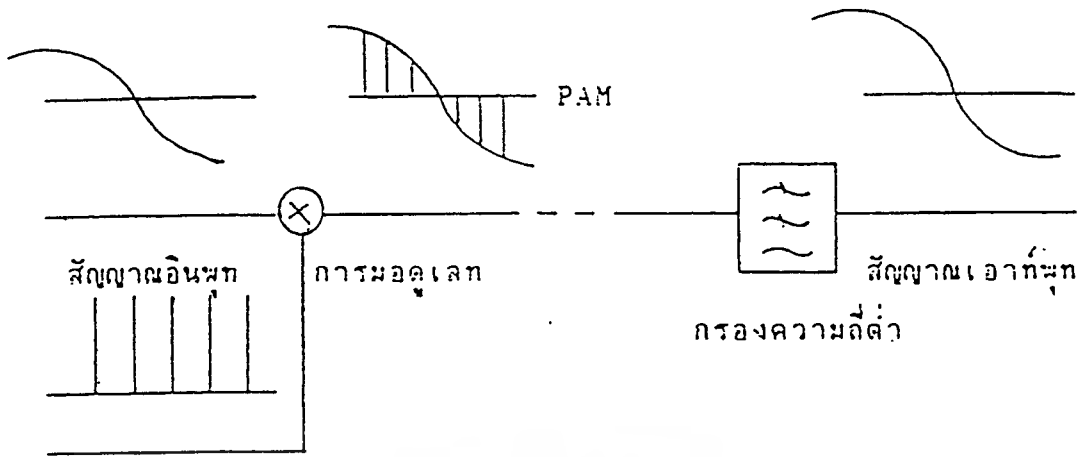 PAM
สัญญาณอินพุท
การมอดูเลท
สัญญาณเอาท์พุท
กรองความถี่ต่ำ